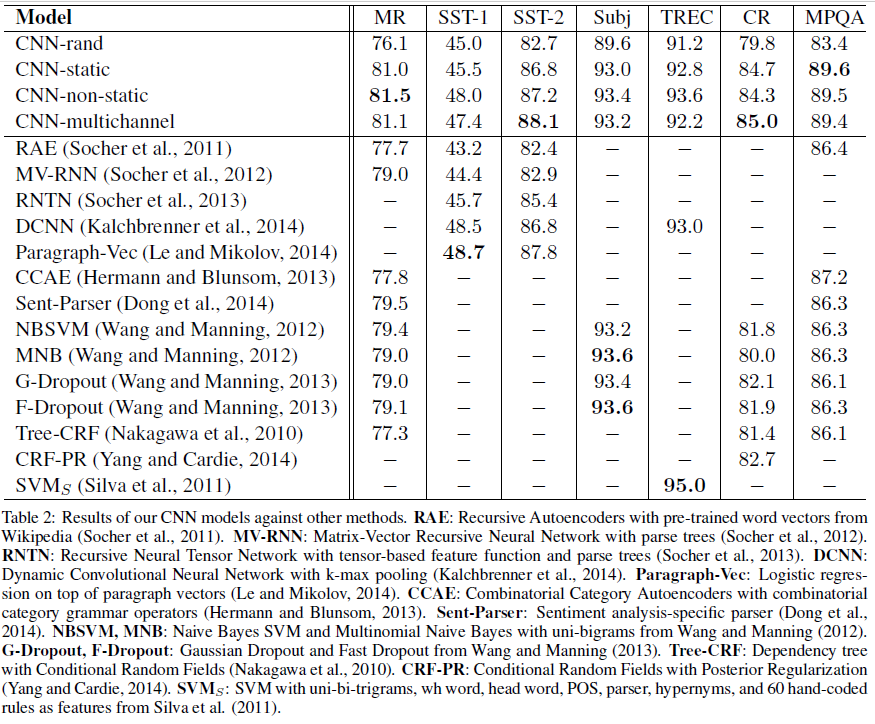 Model MR SST-1 SST-2 Subj TREC CR MPQA
CNN-rand 76.1 45.0 82.7 89.6 91.2 79.8 83.4
CNN-static 81.0 45.5 86.8 93.0 92.8 84.7 89.6
CNN-non-static 81.5 48.0 87.2 93.4 93.6 84.3 89.5
CNN-multichannel 81.1 47.4 88.1 93.2 92.2 85.0 89.4
RAE (Socher et al., 2011) 77.7 43.2 82.4 – – – 86.4
MV-RNN (Socher et al., 2012) 79.0 44.4 82.9 – – – –
RNTN (Socher et al., 2013) – 45.7 85.4 – – – –
DCNN (Kalchbrenner et al., 2014) – 48.5 86.8 – 93.0 – –
Paragraph-Vec (Le and Mikolov, 2014) – 48.7 87.8 – – – –
CCAE (Hermann and Blunsom, 2013) 77.8 – – – – – 87.2
Sent-Parser (Dong et al., 2014) 79.5 – – – – – 86.3
NBSVM (Wang and Manning, 2012) 79.4 – – 93.2 – 81.8 86.3
MNB (Wang and Manning, 2012) 79.0 – – 93.6 – 80.0 86.3
G-Dropout (Wang and Manning, 2013) 79.0 – – 93.4 – 82.1 86.1
F-Dropout (Wang and Manning, 2013) 79.1 – – 93.6 – 81.9 86.3
Tree-CRF (Nakagawa et al., 2010) 77.3 – – – – 81.4 86.1
CRF-PR (Yang and Cardie, 2014) – – – – – 82.7 –
SVMS (Silva et al., 2011) – – – – 95.0 – –
Table 2: Results of our CNN models against other methods. RAE: Recursive Autoencoders with pre-trained word vectors from
Wikipedia (Socher et al., 2011). MV-RNN: Matrix-Vector Recursive Neural Network with parse trees (Socher et al., 2012).
RNTN: Recursive Neural Tensor Network with tensor-based feature function and parse trees (Socher et al., 2013). DCNN:
Dynamic Convolutional Neural Network with k-max pooling (Kalchbrenner et al., 2014). Paragraph-Vec: Logistic regres-
sion on top of paragraph vectors (Le and Mikolov, 2014). CCAE: Combinatorial Category Autoencoders with combinatorial
category grammar operators (Hermann and Blunsom, 2013). Sent-Parser: Sentiment analysis-specific parser (Dong et al.,
2014). NBSVM, MNB: Naive Bayes SVM and Multinomial Naive Bayes with uni-bigrams from Wang and Manning (2012).
G-Dropout, F-Dropout: Gaussian Dropout and Fast Dropout from Wang and Manning (2013). Tree-CRF: Dependency tree
with Conditional Random Fields (Nakagawa et al., 2010). CRF-PR: Conditional Random Fields with Posterior Regularization
(Yang and Cardie, 2014). SVMS: SVM with uni-bi-trigrams, wh word, head word, POS, parser, hypernyms, and 60 hand-coded
rules as features from Silva et al. (2011).